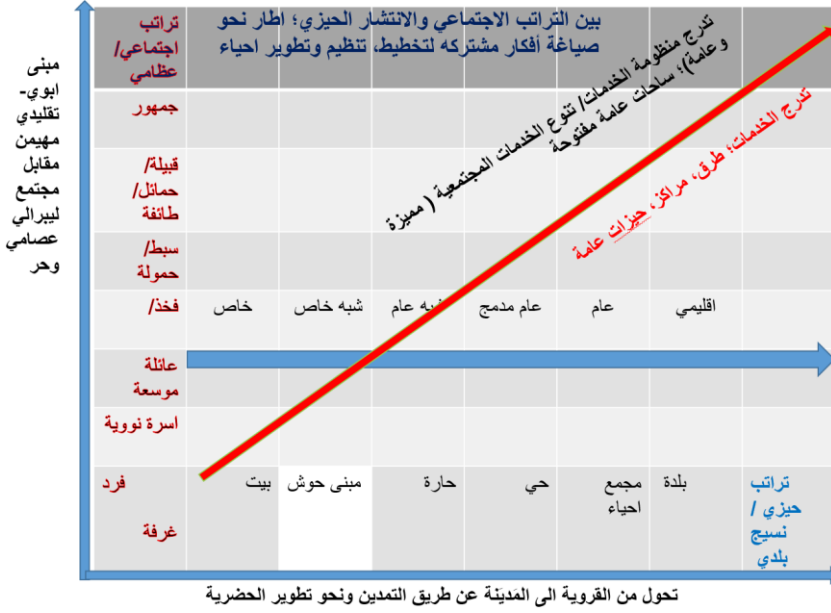 بين التراتب الاجتماعي والانتشار الحيزي؛ اطار نحو
صياغة أفكار مشتركه لتخطيط، تنظيم وتطوير احياء
تراتب
اجتماعي/
عظامي
جمهور
قبيلة/
حمائل/
طائفة
سبط/
حمولة
فخذ/
خاص
شبه خاص
شبه عام
عام مدمج
عام
اقليمي
عائلة
موسعة
اسرة نووية
فرد
غرفة
بيت
مبنى حوش
حارة
حي
مجمع
احياء
بلدة
تراتب
حيزي /
نسيج
بلدي
تدرج منظومة الخدمات/ تنوع الخدمات المجتمعية ( مميزة
وعامة)؛ ساحات عامة مفتوحة
تدرج الخدمات؛ طرق، مراكز، حيزات عامة
مبنى
ابوي-
تقليدي
مهيمن
مقابل
مجتمع
ليبرالي
عصامي
وحر
تحول من القروية الى المَديَنة عن طريق التمدين ونحو تطوير الحضرية